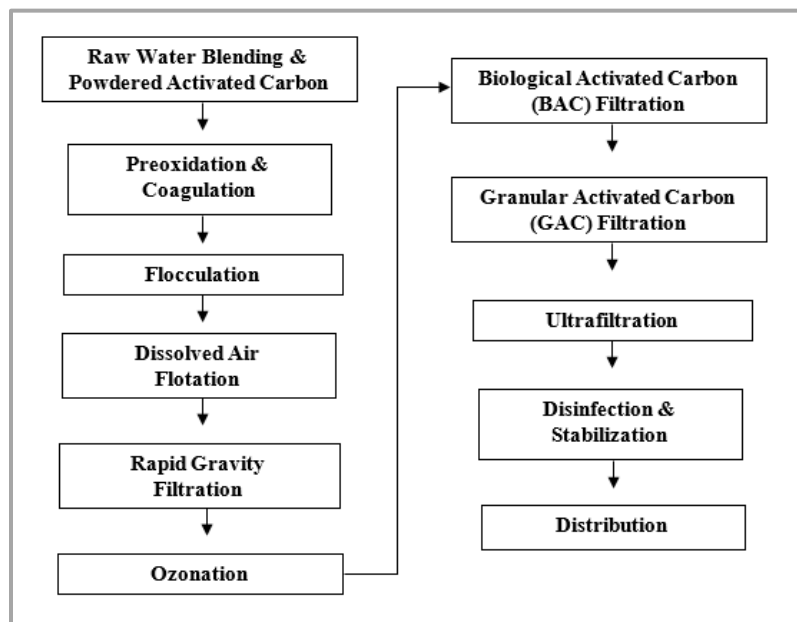 Raw Water Blending &
Powdered Activated Carbon
Preoxidation &
Coagulation
Flocculation
Dissolved Air
Flotation
Rapid Gravity
Filtration
Ozonation
Biological Activated Carbon
(BAC) Filtration
Granular Activated Carbon
(GAC) Filtration
Ultrafiltration
Disinfection &
Stabilization
Distribution